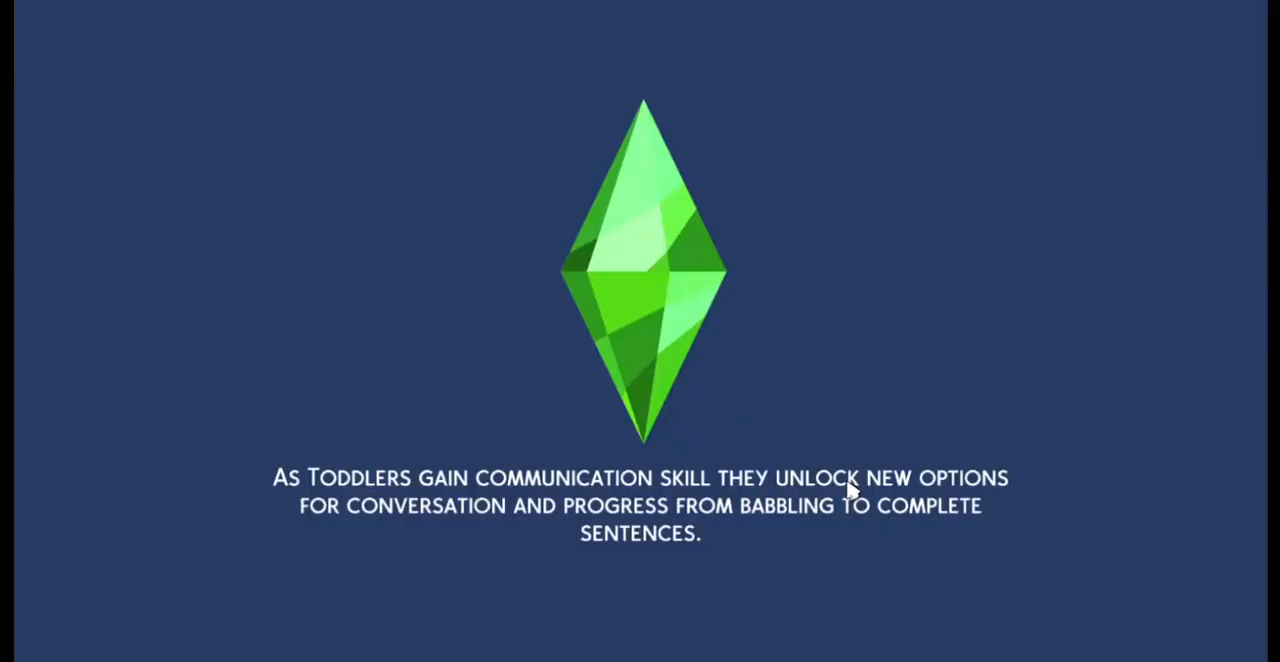 As Toddlers gain communication skill they unlock new options
for conversation and progress from babbling to complete
sentences.